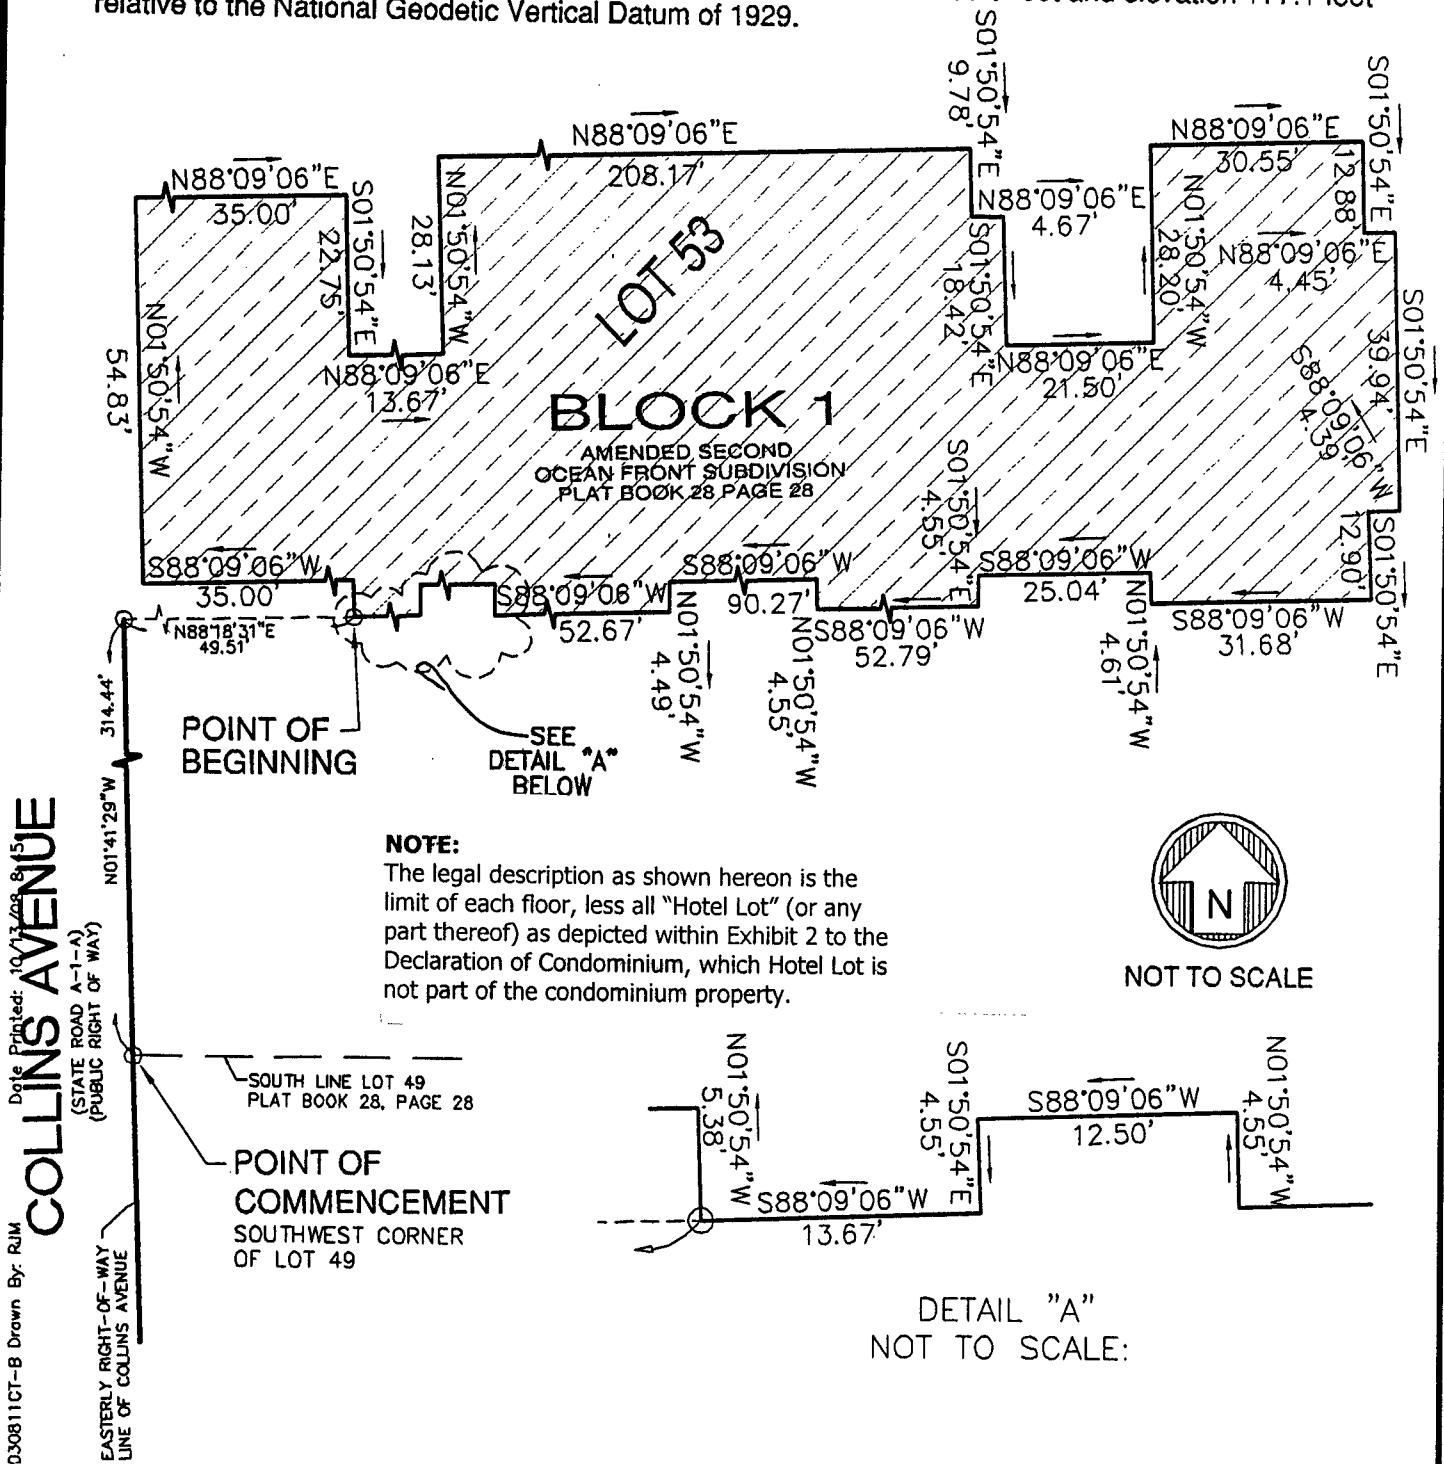 relative to the National Geodetic Vertical Datum of 1929.
S01°50'54"E
9.78'
S01°50'54"E
N88°09'06"E
208.17'
N88°09'06"E
30.55'
12.88'
N88°09'06"E
35.00'
S01°50'54"E
22.75'
N01°50'54"W
28.13'
N88°09'06"E
4.67'
N01°50'54"W
28.20'
N88°09'06"E
4.45'
LOT 53
S01°50'54"E
18.42'
S01°50'54"E
39.94'
N01°50'54"W
54.83'
N88°09'06"E
13.67'
N88°09'06"E
21.50'
S88°09'06"W
4.39'
BLOCK 1
AMENDED SECOND
OCEAN FRONT SUBDIVISION
PLAT BOOK 28 PAGE 28
S01°50'54"E
4.55'
S01°50'54"E
12.90'
S88°09'06"W
35.00'
S88°09'06"W
52.67'
S88°09'06"W
90.27'
S88°09'06"W
25.04'
S88°09'06"W
52.79'
S88°09'06"W
31.68'
N88°18'31"E
49.51'
N01°50'54"W
4.49'
N01°50'54"W
4.55'
N01°50'54"W
4.61'
314.44'
N01°41'29"W
POINT OF
BEGINNING
SEE
DETAIL "A"
BELOW
NOTE:
The legal description as shown hereon is the
limit of each floor, less all “Hotel Lot” (or any
part thereof) as depicted within Exhibit 2 to the
Declaration of Condominium, which Hotel Lot is
not part of the condominium property.
N
NOT TO SCALE
COLLINS AVENUE
(STATE ROAD A-1-A)
(PUBLIC RIGHT OF WAY)
SOUTH LINE LOT 49
PLAT BOOK 28, PAGE 28
POINT OF
COMMENCEMENT
SOUTHWEST CORNER
OF LOT 49
N01°50'54"W
5.38'
S01°50'54"E
4.55'
S88°09'06"W
12.50'
N01°50'54"W
4.55'
S88°09'06"W
13.67'
DETAIL "A"
NOT TO SCALE:
EASTERLY RIGHT-OF-WAY
LINE OF COLLINS AVENUE
D30811CT-B Drawn By: RJM
Date Printed: 10/13/08